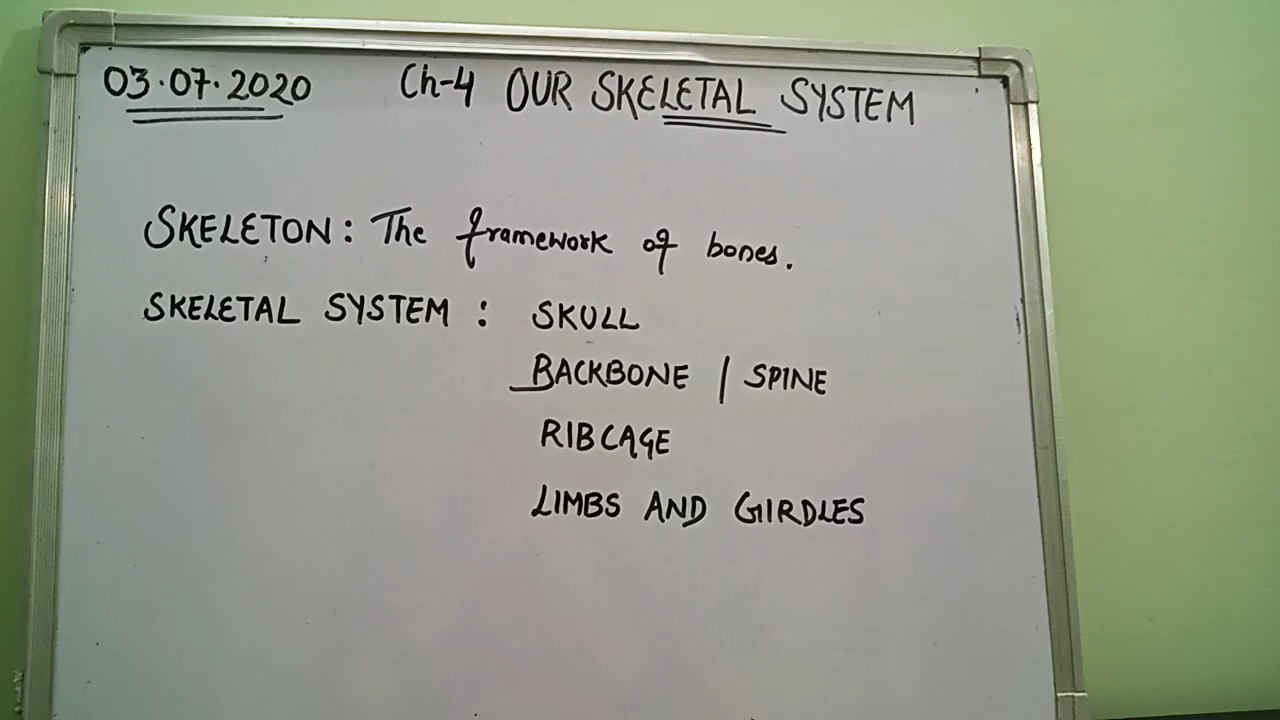 03.07.2020 Ch-4 OUR SKELETAL SYSTEM
SKELETON: The framework of bones.
SKELETAL SYSTEM : SKULL
BACKBONE / SPINE
RIBCAGE
LIMBS AND GIRDLES